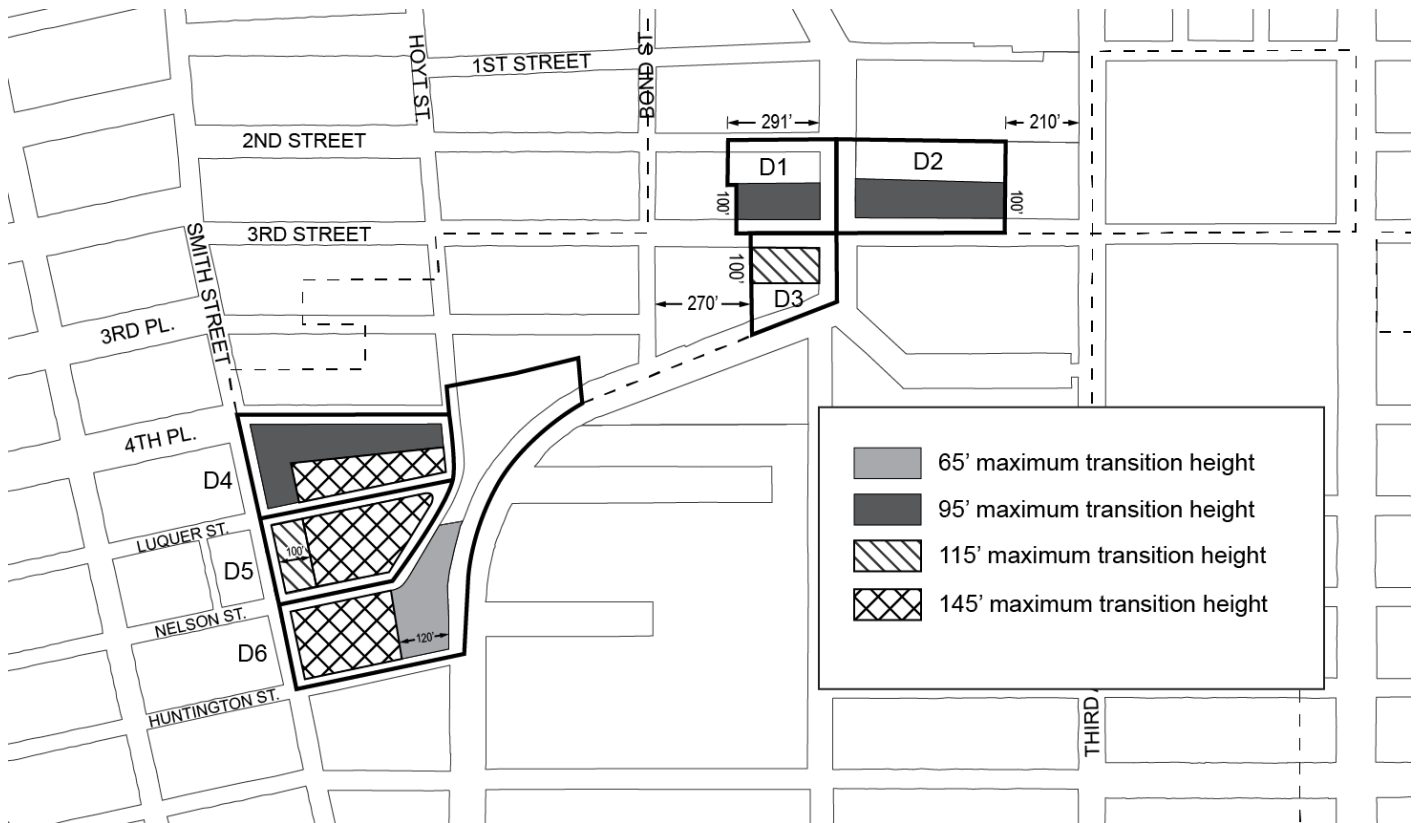 HOYT ST.
BOND ST
1ST STREET
291'
210'
2ND STREET
D1
D2
100'
100'
SMITH STREET
3RD STREET
100'
D3
270'
3RD PL.
4TH PL.
D4
65' maximum transition height
95' maximum transition height
LUQUER ST.
100'
D5
115' maximum transition height
145' maximum transition height
NELSON ST.
120'
D6
HUNTINGTON ST.
THIRD